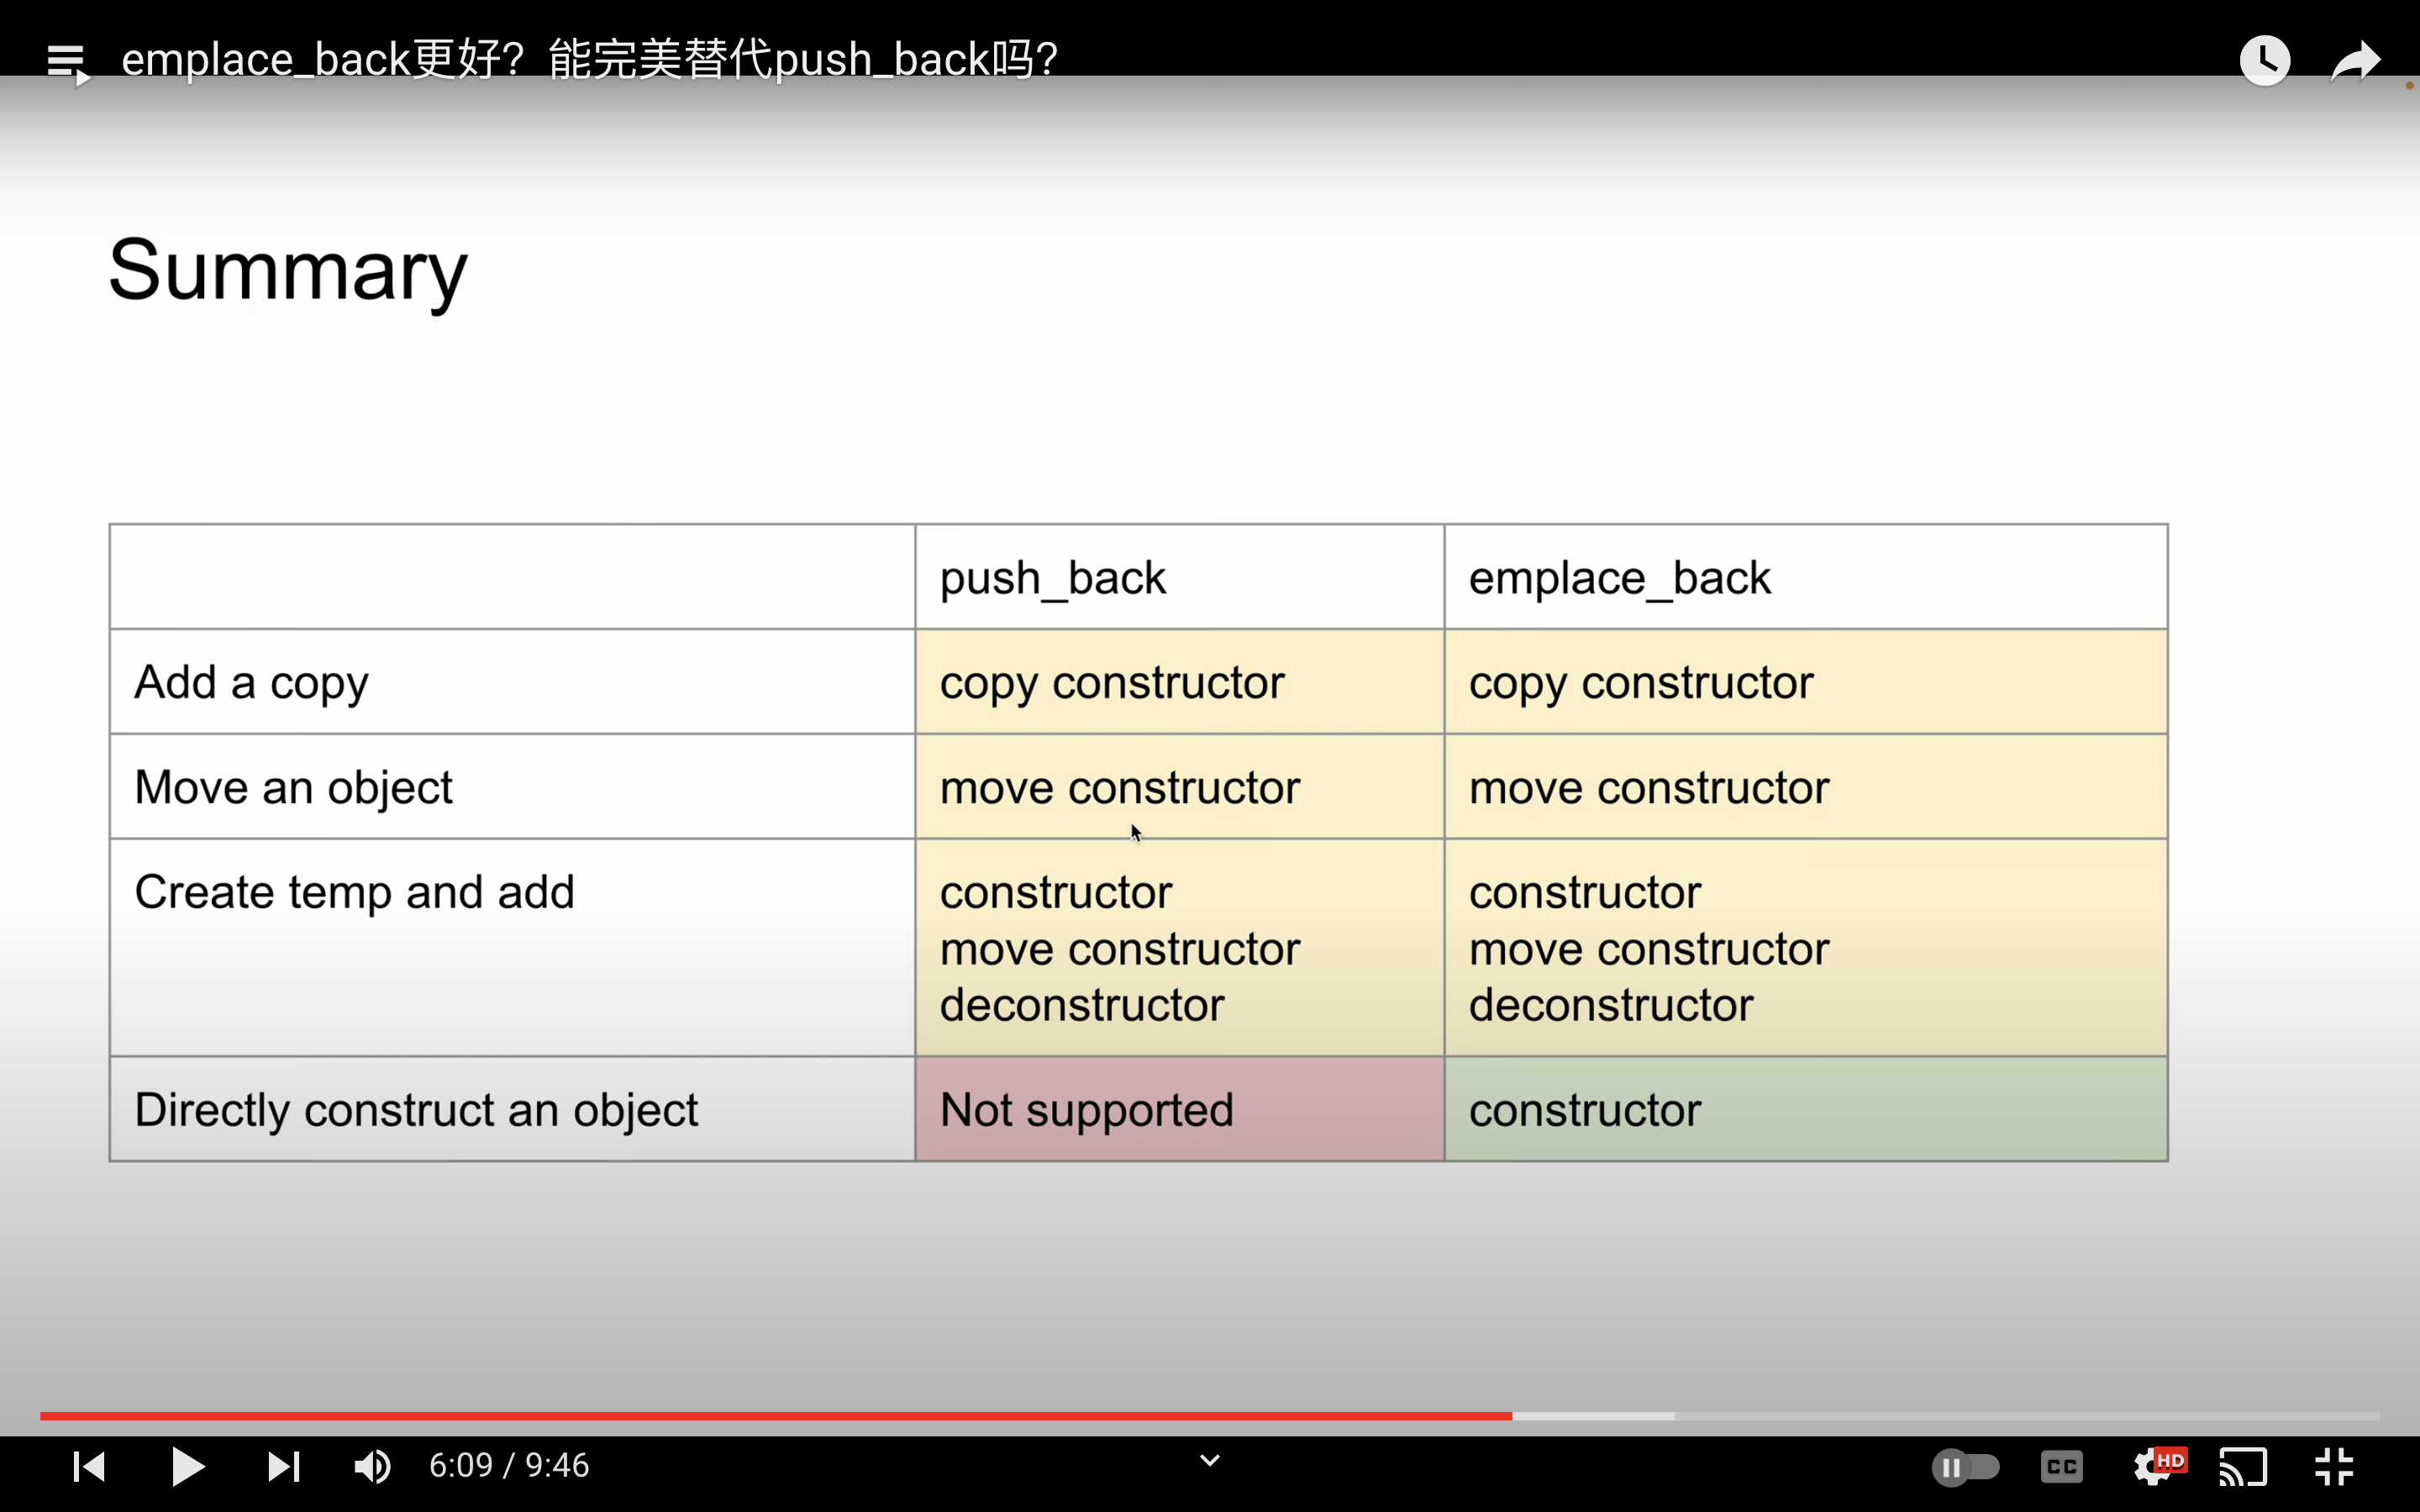 emplace_back更好？能完美替代push_back吗？
Summary
push_back emplace_back
Add a copy copy constructor copy constructor
Move an object move constructor move constructor
Create temp and add constructor constructor
move constructor move constructor
deconstructor deconstructor
Directly construct an object Not supported constructor
6:09 / 9:46 CC HD